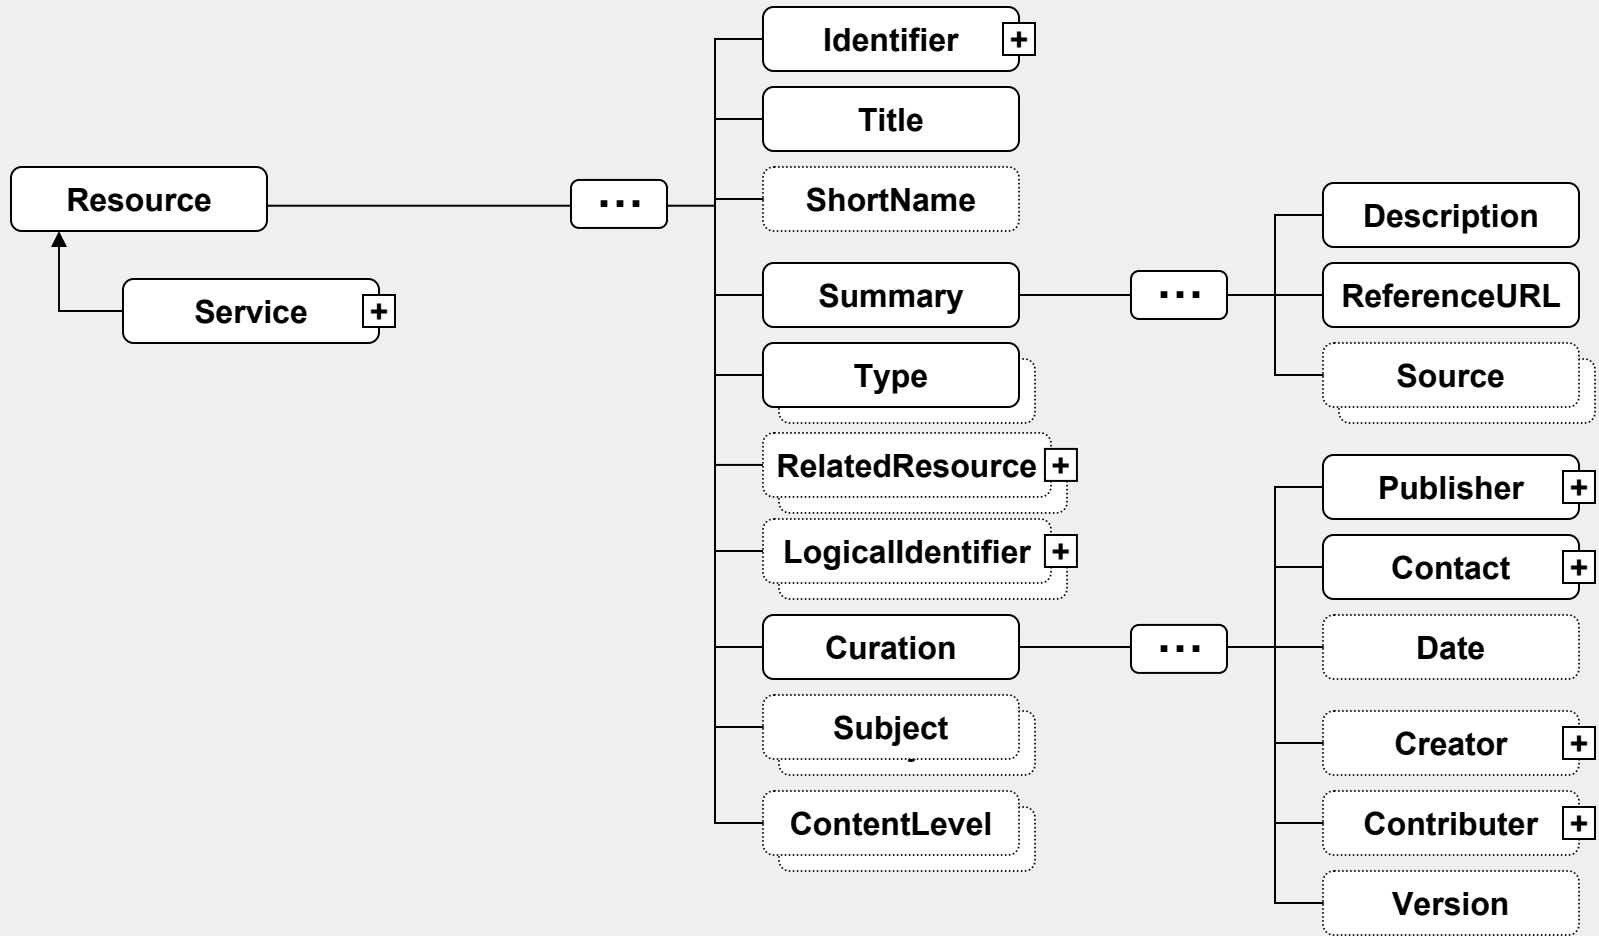 Resource
...
Service
+
Identifier
+
Title
ShortName
Summary
...
Description
ReferenceURL
Source
Type
RelatedResource
+
LogicalIdentifier
+
Curation
...
Publisher
+
Contact
+
Date
Creator
+
Contributer
+
Version
Subject
ContentLevel